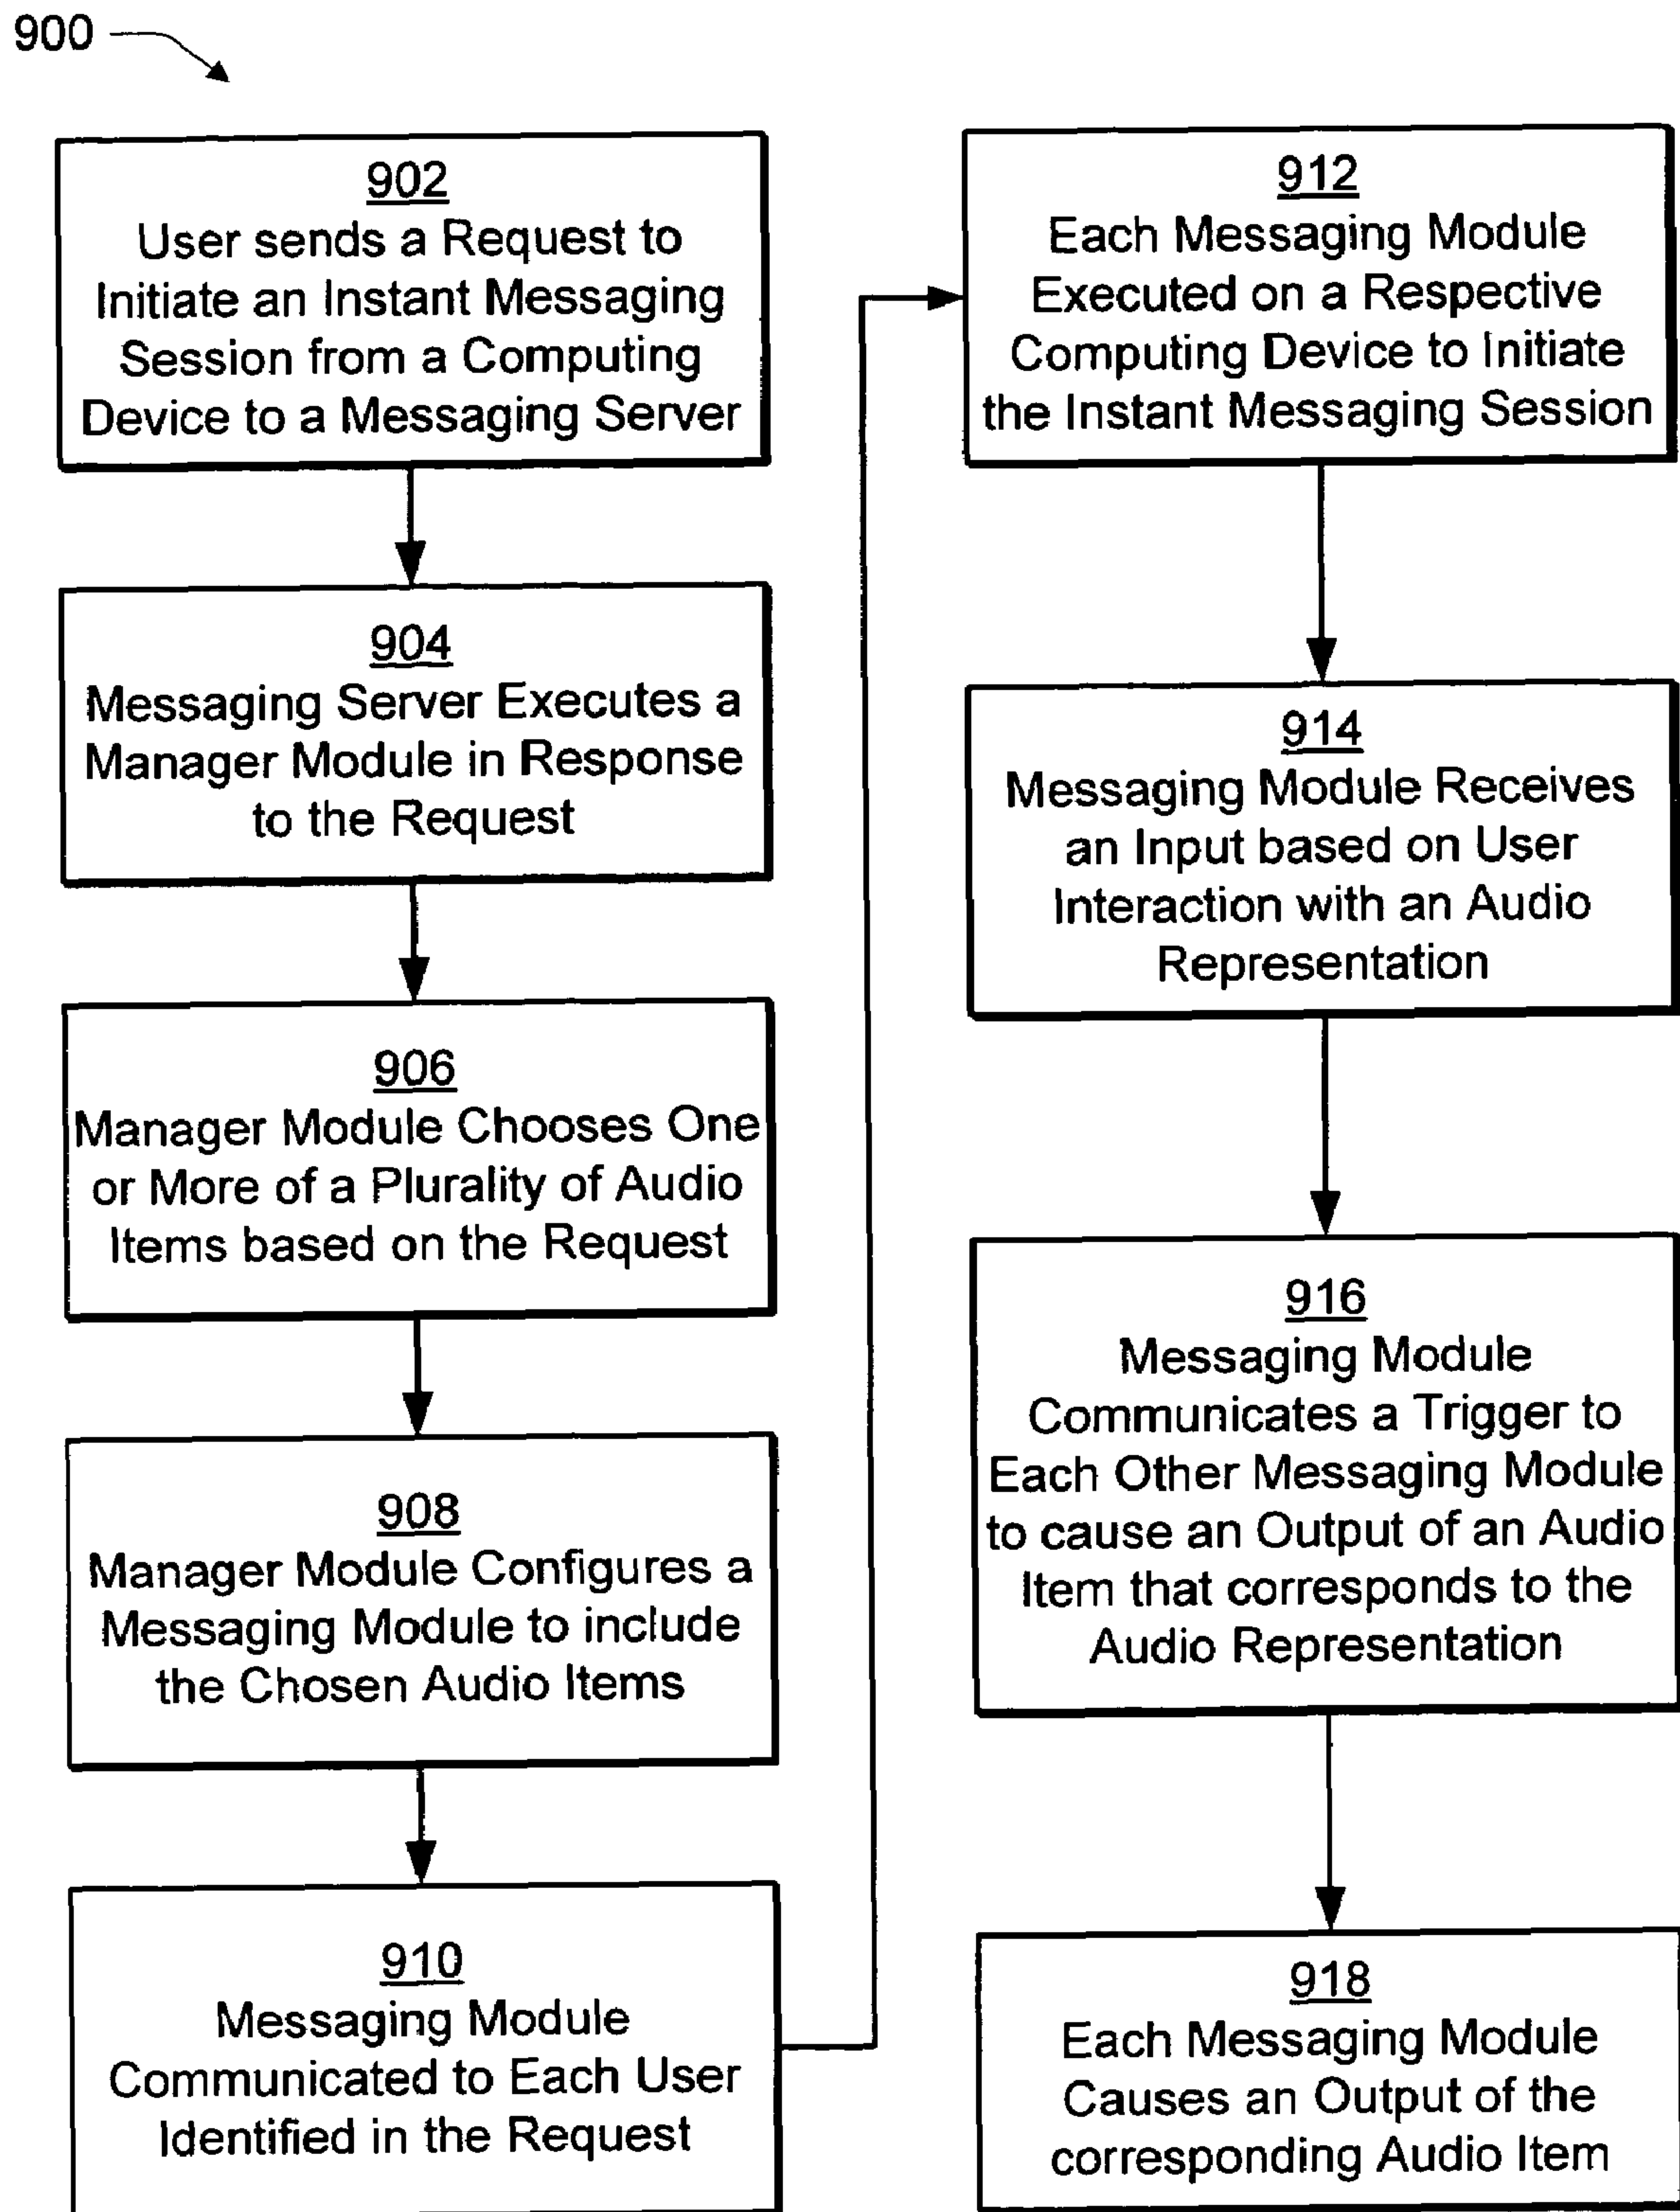 900
902
User sends a Request to
Initiate an Instant Messaging
Session from a Computing
Device to a Messaging Server
904
Messaging Server Executes a
Manager Module in Response
to the Request
906
Manager Module Chooses One
or More of a Plurality of Audio
Items based on the Request
908
Manager Module Configures a
Messaging Module to include
the Chosen Audio Items
910
Messaging Module
Communicated to Each User
Identified in the Request
912
Each Messaging Module
Executed on a Respective
Computing Device to Initiate
the Instant Messaging Session
914
Messaging Module Receives
an Input based on User
Interaction with an Audio
Representation
916
Messaging Module
Communicates a Trigger to
Each Other Messaging Module
to cause an Output of an Audio
Item that corresponds to the
Audio Representation
918
Each Messaging Module
Causes an Output of the
corresponding Audio Item